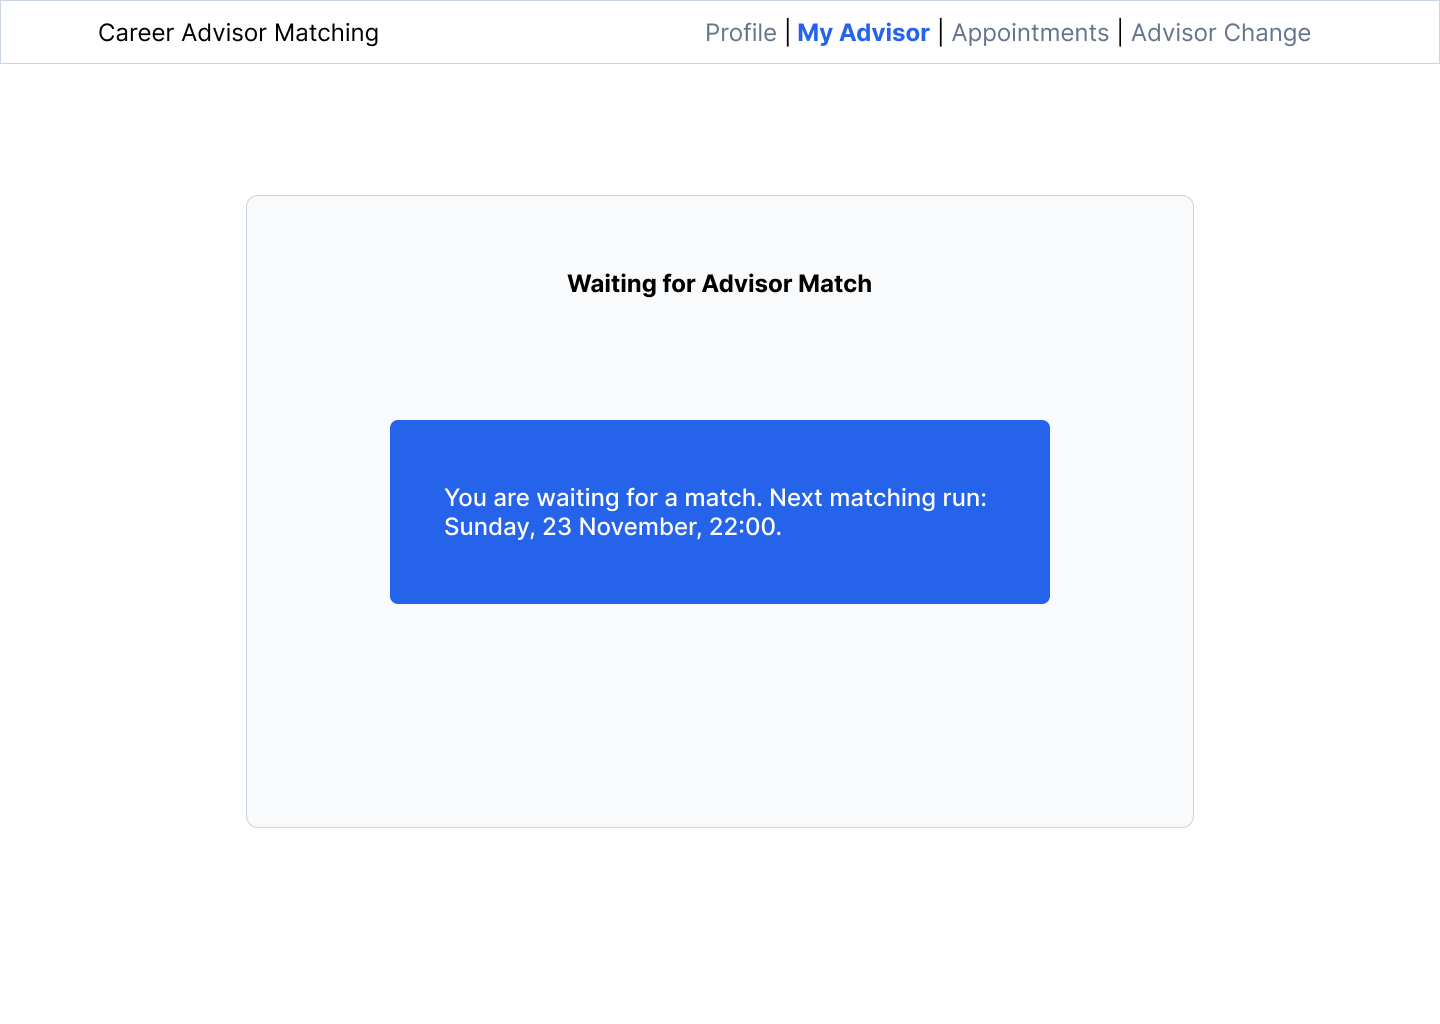 Career Advisor Matching
Profile | My Advisor | Appointments | Advisor Change
Waiting for Advisor Match
You are waiting for a match. Next matching run:
Sunday, 23 November, 22:00.